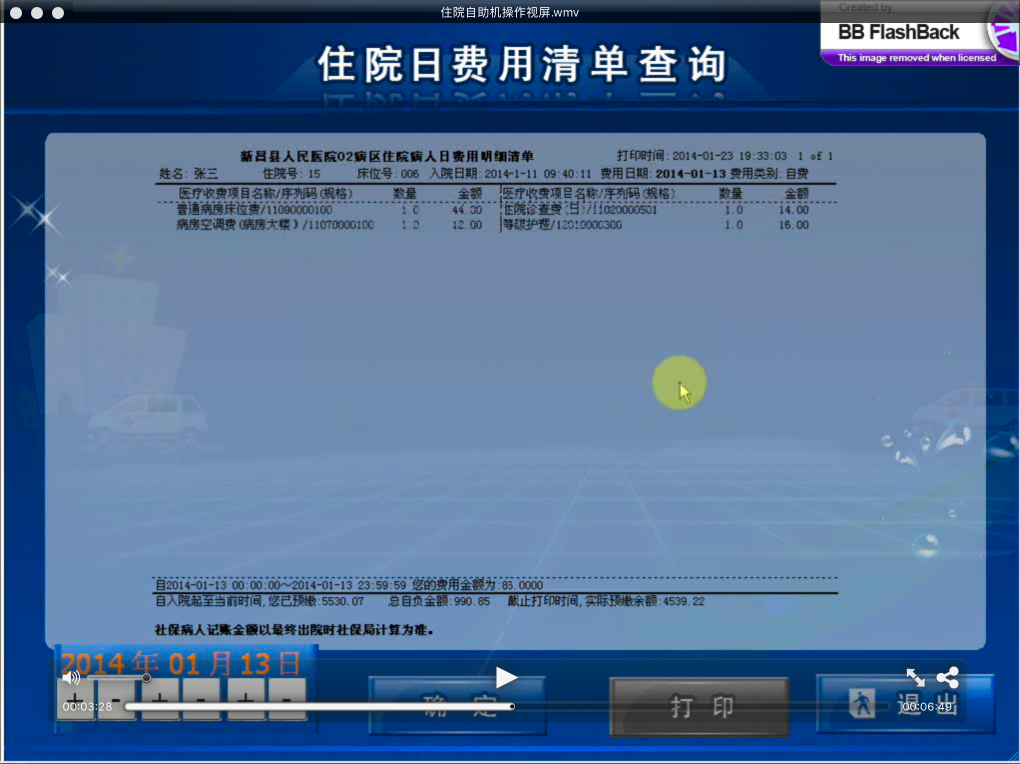 住院自助机操作视屏.wmv
Created by
BB FlashBack
This image removed when licensed
住院日费用清单查询
新昌县人民医院02病区住院病人日费用明细清单 打印时间:2014-01-23 19:33:03 1 of 1
姓名: 张三 住院号: 15 床位号:006 入院日期:2014-1-11 09:40:11 费用日期:2014-01-13 费用类别:自费
医疗收费项目名称/序列码(规格) 数量 金额 医疗收费项目名称/序列码(规格) 数量 金额
普通病房床位费/11090000100 1.0 44.00 住院诊查费(日)/11020000501 1.0 14.00
病房空调费(病房大楼)/11070000100 1.0 12.00 等级护理/12010000300 1.0 16.00
自2014-01-13 00:00:00~2014-01-13 23:59:59 您的费用金额为:86.0000
自入院起至当前时间,您已预缴:5530.07 总自负金额:990.85 截止打印时间,实际预缴余额:4539.22
社保病人记账金额以最终出院时社保局计算为准。
2014 年 01 月 13 日
+ - + - + -
确 定 打 印 退 出
00:03:28 00:06:49